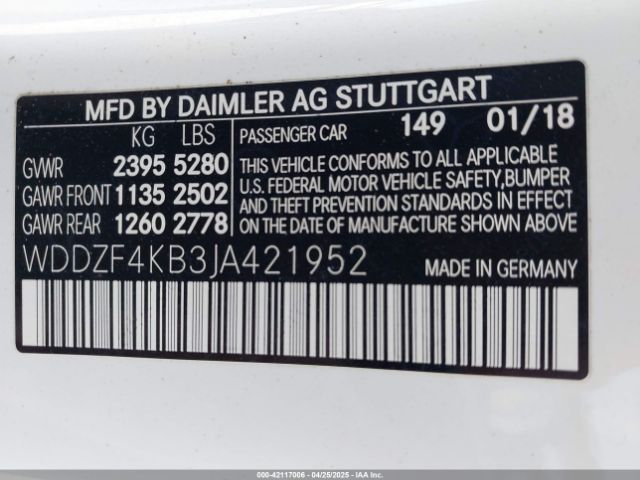 MFD BY DAIMLER AG STUTTGART
KG LBS
GVWR 2395 5280
GAWR FRONT 1135 2502
GAWR REAR 1260 2778
PASSENGER CAR 149 01/18
THIS VEHICLE CONFORMS TO ALL APPLICABLE
U.S. FEDERAL MOTOR VEHICLE SAFETY,BUMPER
AND THEFT PREVENTION STANDARDS IN EFFECT
ON THE DATE OF MANUFACTURE SHOWN ABOVE
WDDZF4KB3JA421952
MADE IN GERMANY
000-42117006 - 04/25/2025 - IAAI.COM